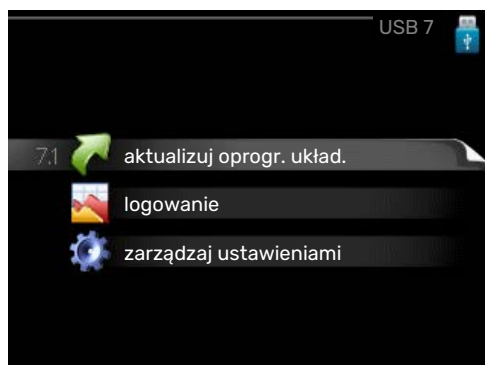 USB 7
7.1 aktualizuj oprogr. układ.
logowanie
zarządzaj ustawieniami